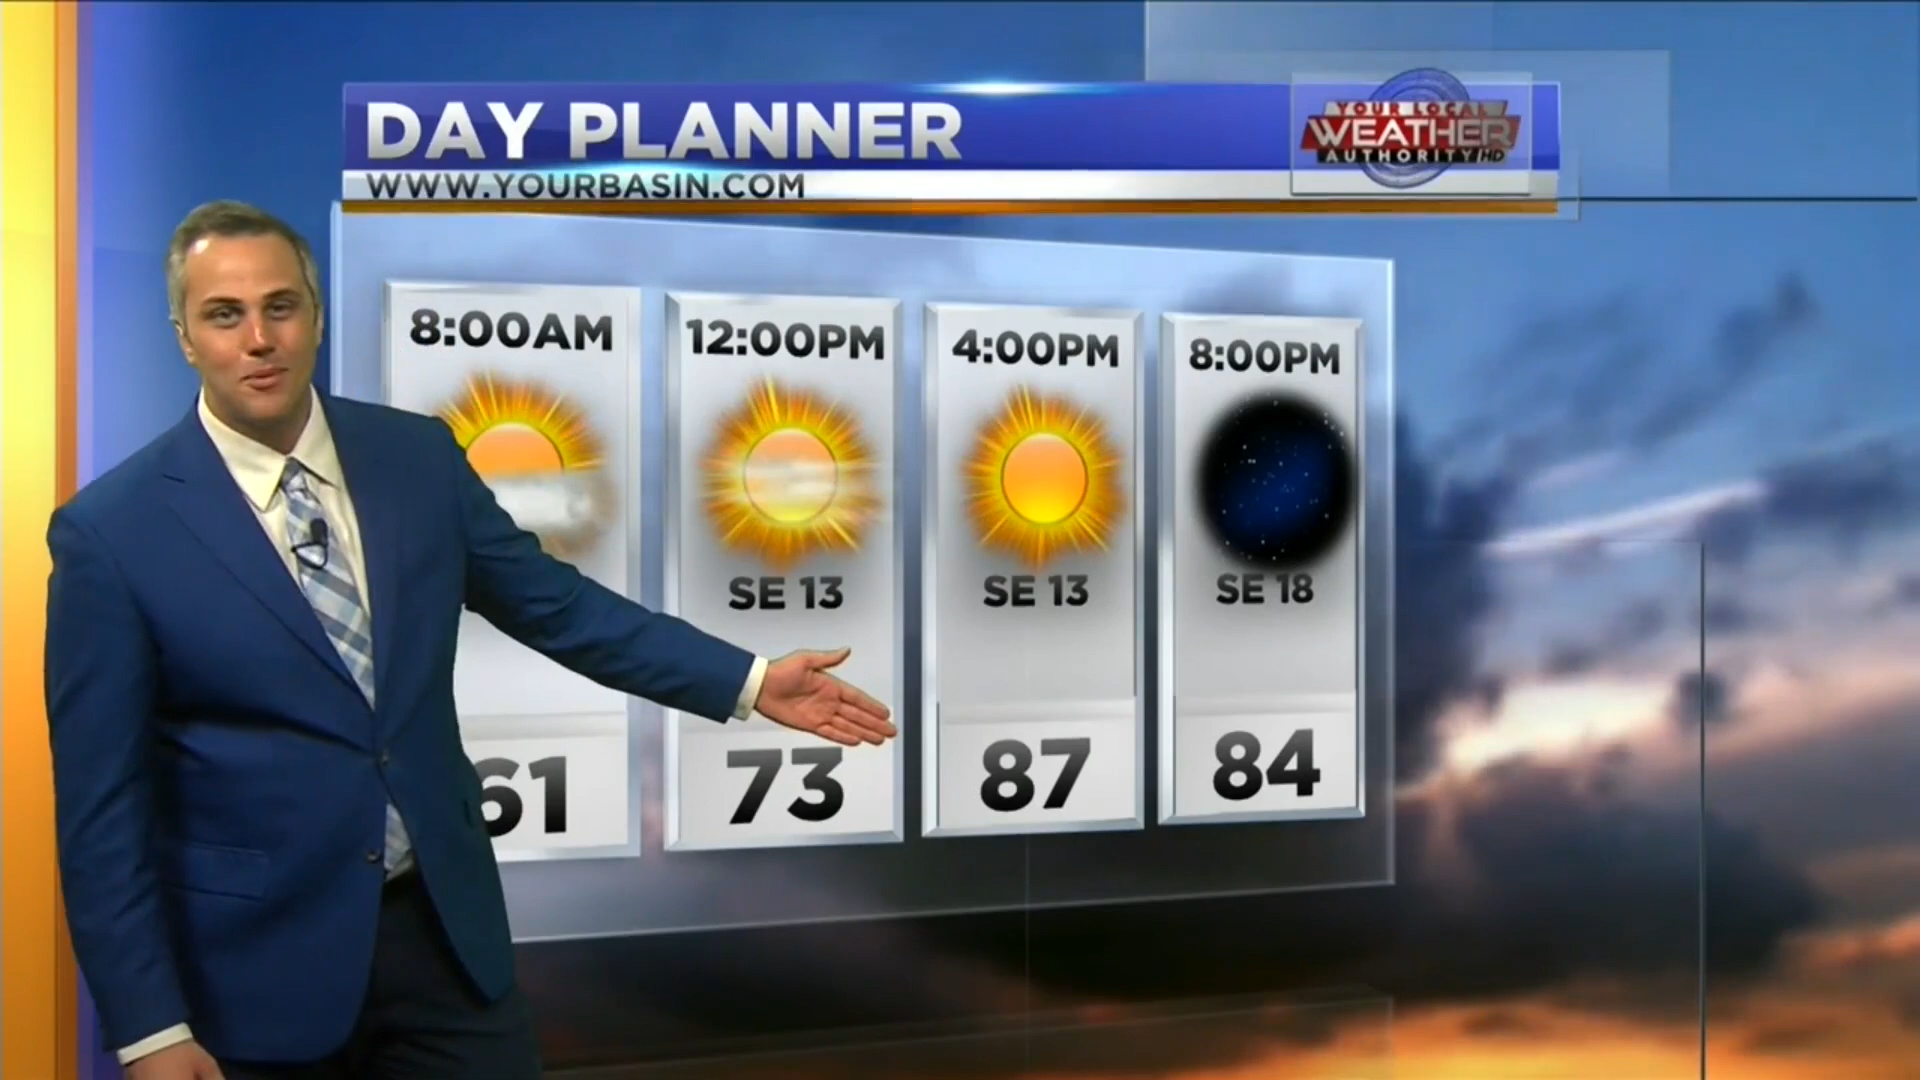 DAY PLANNER
WWW.YOURBASIN.COM
YOUR LOCAL
WEATHER
AUTHORITY HD
8:00AM
61
12:00PM
SE 13
73
4:00PM
SE 13
87
8:00PM
SE 18
84